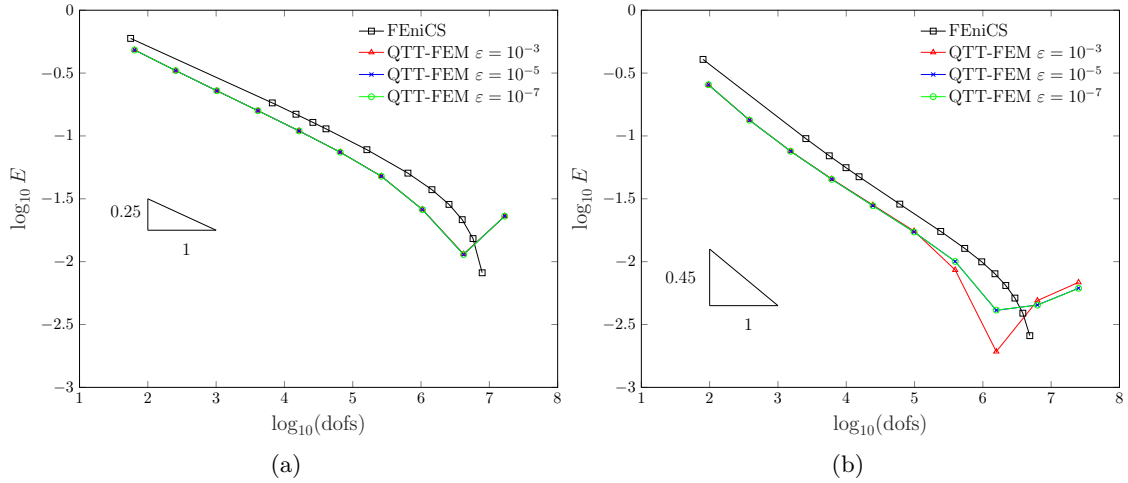 0
−0.5
−1
−1.5
−2
−2.5
−3
1
2
3
4
5
6
7
8
log₁₀ E
log₁₀(dofs)
FEniCS
QTT-FEM ε = 10⁻³
QTT-FEM ε = 10⁻⁵
QTT-FEM ε = 10⁻⁷
0.25
1
(a)
0
−0.5
−1
−1.5
−2
−2.5
−3
1
2
3
4
5
6
7
8
log₁₀ E
log₁₀(dofs)
FEniCS
QTT-FEM ε = 10⁻³
QTT-FEM ε = 10⁻⁵
QTT-FEM ε = 10⁻⁷
0.45
1
(b)